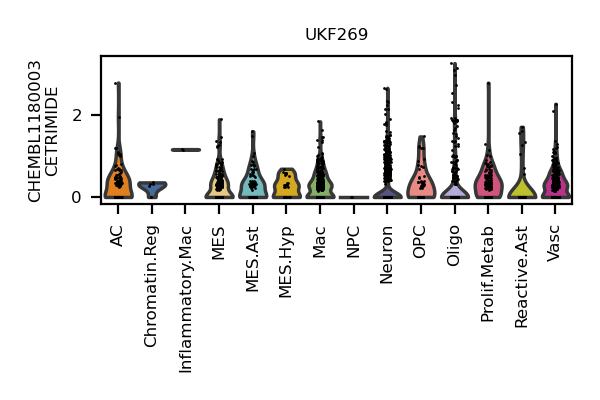 UKF269
CHEMBL1180003
CETRIMIDE
2
0
AC
Chromatin.Reg
Inflammatory.Mac
MES
MES.Ast
MES.Hyp
Mac
NPC
Neuron
OPC
Oligo
Prolif.Metab
Reactive.Ast
Vasc